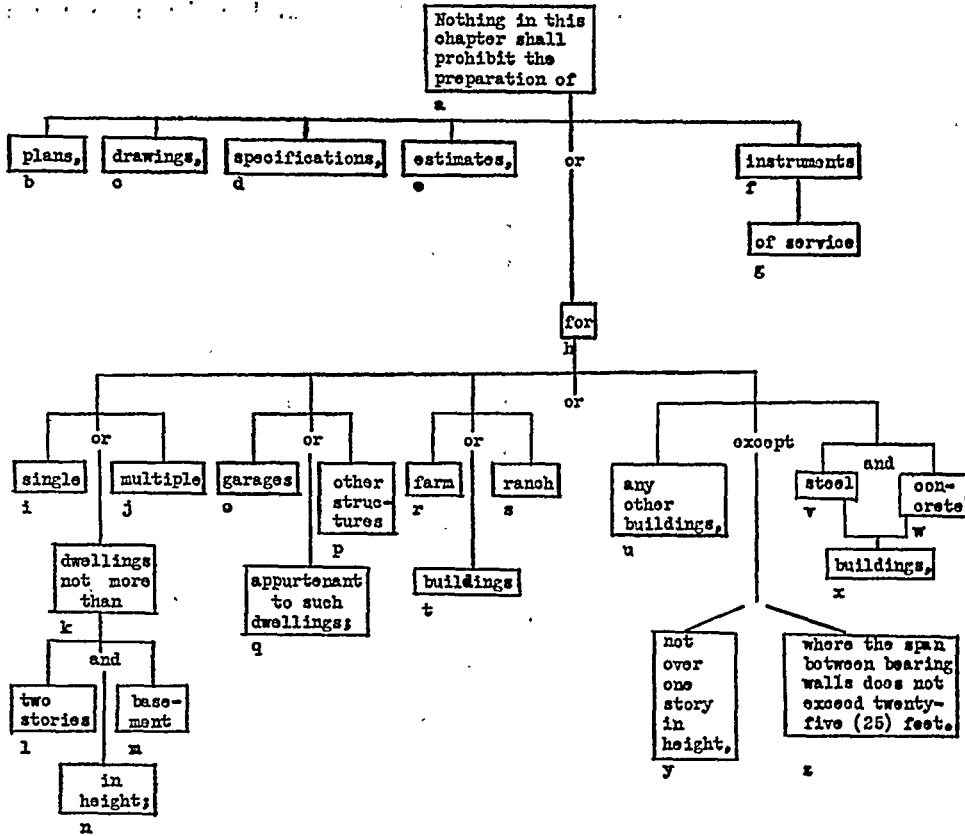 Nothing in this
chapter shall
prohibit the
preparation of
a
plans,
b
drawings,
c
specifications,
d
estimates,
e
or
instruments
f
of service
g
for
h
or
or
single
i
multiple
j
dwellings
not more
than
k
and
two
stories
l
base-
ment
m
in
height;
n
or
garages
o
other
struc-
tures
p
appurtenant
to such
dwellings;
q
or
farm
r
ranch
s
buildings
t
except
any
other
buildings,
u
and
steel
v
con-
crete
w
buildings,
x
not
over
one
story
in
height,
y
where the span
between bearing
walls does not
exceed twenty-
five (25) feet.
z